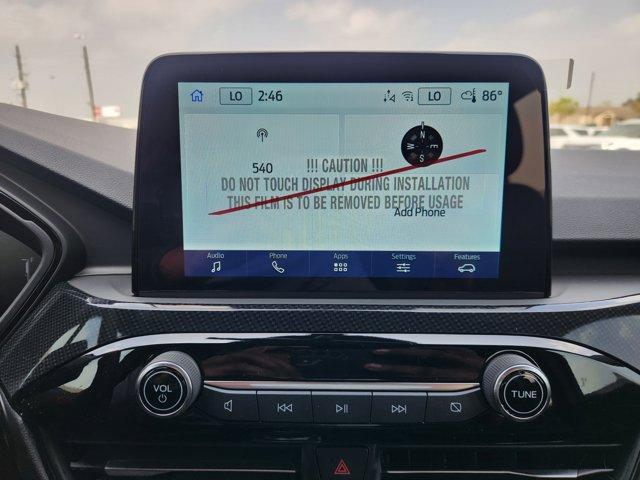 LO 2:46 LO 86°
N
W E
S
540
!!! CAUTION !!!
DO NOT TOUCH DISPLAY DURING INSTALLATION
THIS FILM IS TO BE REMOVED BEFORE USAGE
Add Phone
Audio Phone Apps Settings Features
VOL TUNE